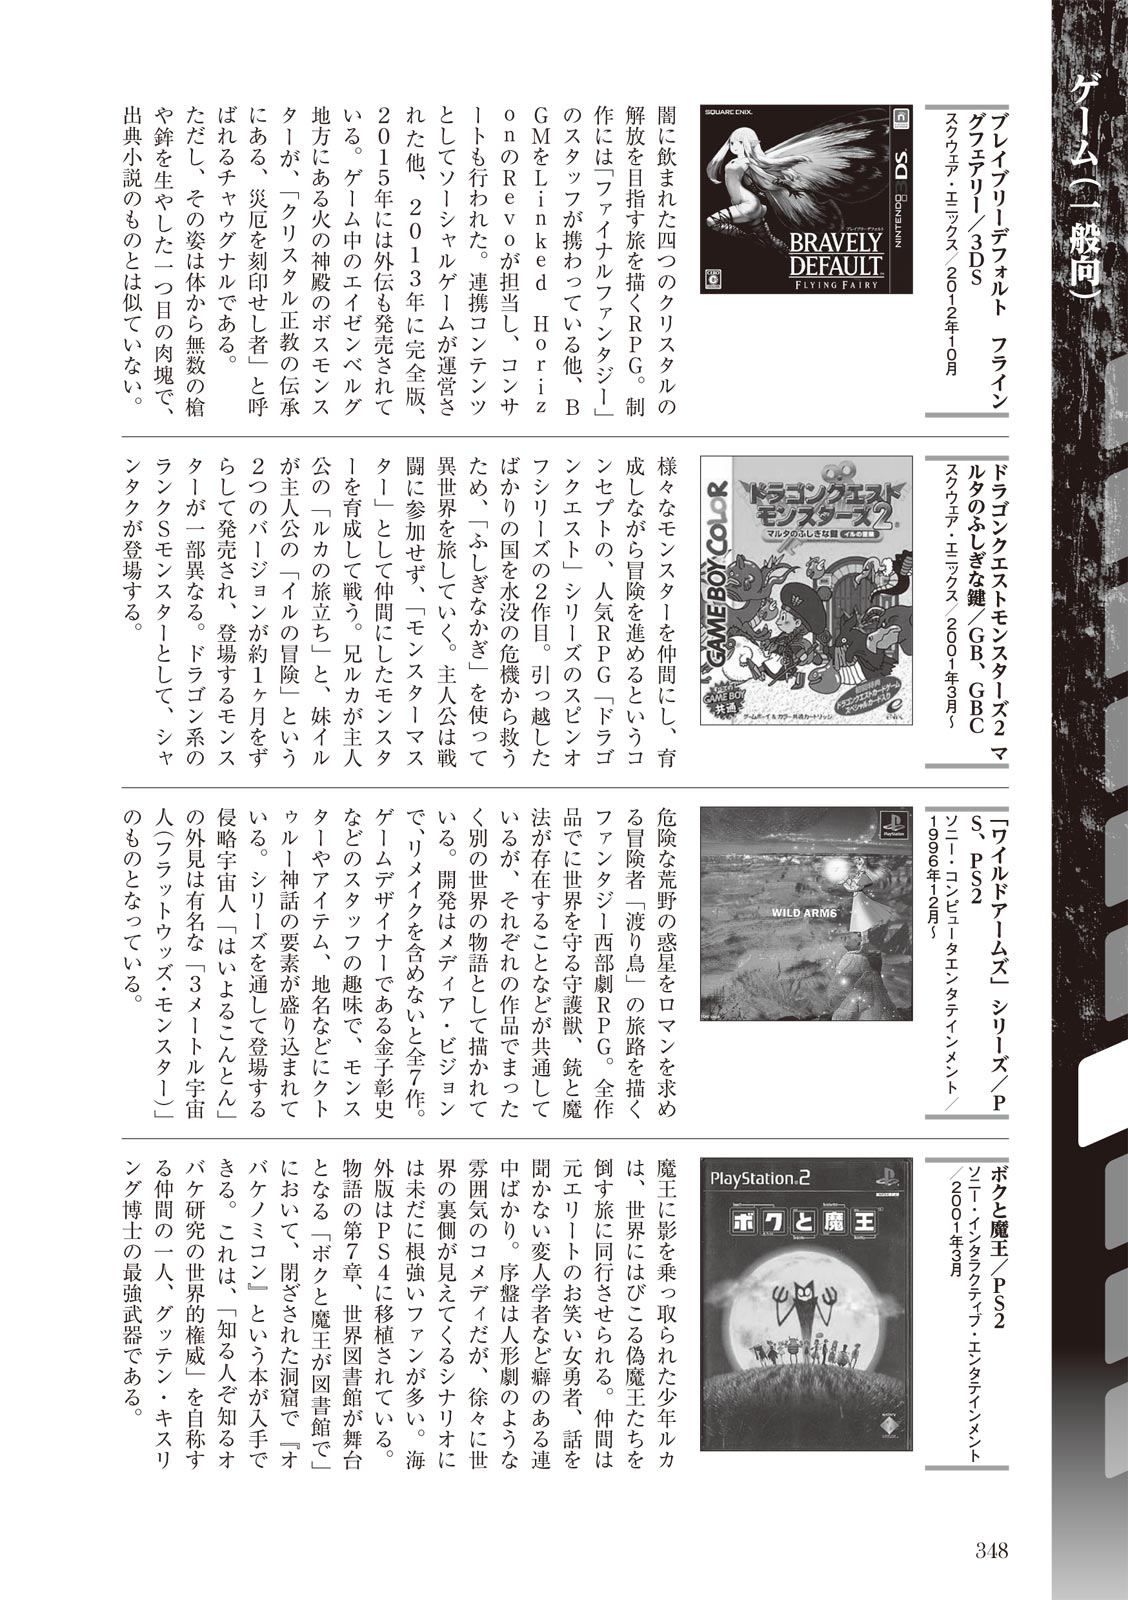 ゲーム(一般向)
ブレイブリーデフォルト　フライン
グフェアリー／3DS
スクウェア・エニックス／2012年10月
SQUARE ENIX.
NINTENDO 3DS
ブレイブリーデフォルト
BRAVELY
DEFAULT
FLYING FAIRY
闇に飲まれた四つのクリスタルの
解放を目指す旅を描くRPG。制
作には「ファイナルファンタジー」
のスタッフが携わっている他、B
GMをLinked Horiz
onのRevoが担当し、コンサ
ートも行われた。連携コンテンツ
としてソーシャルゲームが運営さ
れた他、2013年に完全版、
2015年には外伝も発売されて
いる。ゲーム中のエイゼンベルグ
地方にある火の神殿のボスモンス
ターが、「クリスタル正教の伝承
にある、災厄を刻印せし者」と呼
ばれるチャウグナルである。
ただし、その姿は体から無数の槍
や鉾を生やした一つ目の肉塊で、
出典小説のものとは似ていない。
ドラゴンクエストモンスターズ2 マ
ルタのふしぎな鍵／GB、GBC
スクウェア・エニックス／2001年3月～
GAME BOY COLOR
ドラゴンクエスト
モンスターズ2
マルタのふしぎな鍵 イルの冒険
GAME BOY
共通
初回特典
ドラゴンクエストカードゲーム
スペシャルカード入り
ゲームボーイ&カラー共通カートリッジ
様々なモンスターを仲間にし、育
成しながら冒険を進めるというコ
ンセプトの、人気RPG「ドラゴ
ンクエスト」シリーズのスピンオ
フシリーズの2作目。引っ越した
ばかりの国を水没の危機から救う
ため、「ふしぎなかぎ」を使って
異世界を旅していく。主人公は戦
闘に参加せず、「モンスターマス
ター」として仲間にしたモンスタ
ーを育成して戦う。兄ルカが主人
公の「ルカの旅立ち」と、妹イル
が主人公の「イルの冒険」という
2つのバージョンが約1ヶ月をず
らして発売され、登場するモンス
ターが一部異なる。ドラゴン系の
ランクSモンスターとして、シャ
ンタクが登場する。
「ワイルドアームズ」シリーズ／P
S、PS2
ソニー・コンピュータエンタテインメント／
1996年12月～
PlayStation
WILD ARMS
危険な荒野の惑星をロマンを求め
る冒険者「渡り鳥」の旅路を描く
ファンタジー西部劇RPG。全作
品でに世界を守る守護獣、銃と魔
法が存在することなどが共通して
いるが、それぞれの作品でまった
く別の世界の物語として描かれて
いる。開発はメディア・ビジョン
で、リメイクを含めないと全7作。
ゲームデザイナーである金子彰史
などのスタッフの趣味で、モンス
ターやアイテム、地名などにクト
ゥルー神話の要素が盛り込まれて
いる。シリーズを通して登場する
侵略宇宙人「はいよるこんとん」
の外見は有名な「3メートル宇宙
人(フラットウッズ・モンスター)」
のものとなっている。
ボクと魔王／PS2
ソニー・インタラクティブ・エンタテインメント
／2001年3月
PlayStation 2
ボクと魔王
魔王に影を乗っ取られた少年ルカ
は、世界にはびこる偽魔王たちを
倒す旅に同行させられる。仲間は
元エリートのお笑い女勇者、話を
聞かない変人学者など癖のある連
中ばかり。序盤は人形劇のような
雰囲気のコメディだが、徐々に世
界の裏側が見えてくるシナリオに
は未だに根強いファンが多い。海
外版はPS4に移植されている。
物語の第7章、世界図書館が舞台
となる「ボクと魔王が図書館で」
において、閉ざされた洞窟で『オ
バケノミコン』という本が入手で
きる。これは、「知る人ぞ知るオ
バケ研究の世界的権威」を自称す
る仲間の一人、グッテン・キスリ
ング博士の最強武器である。
348